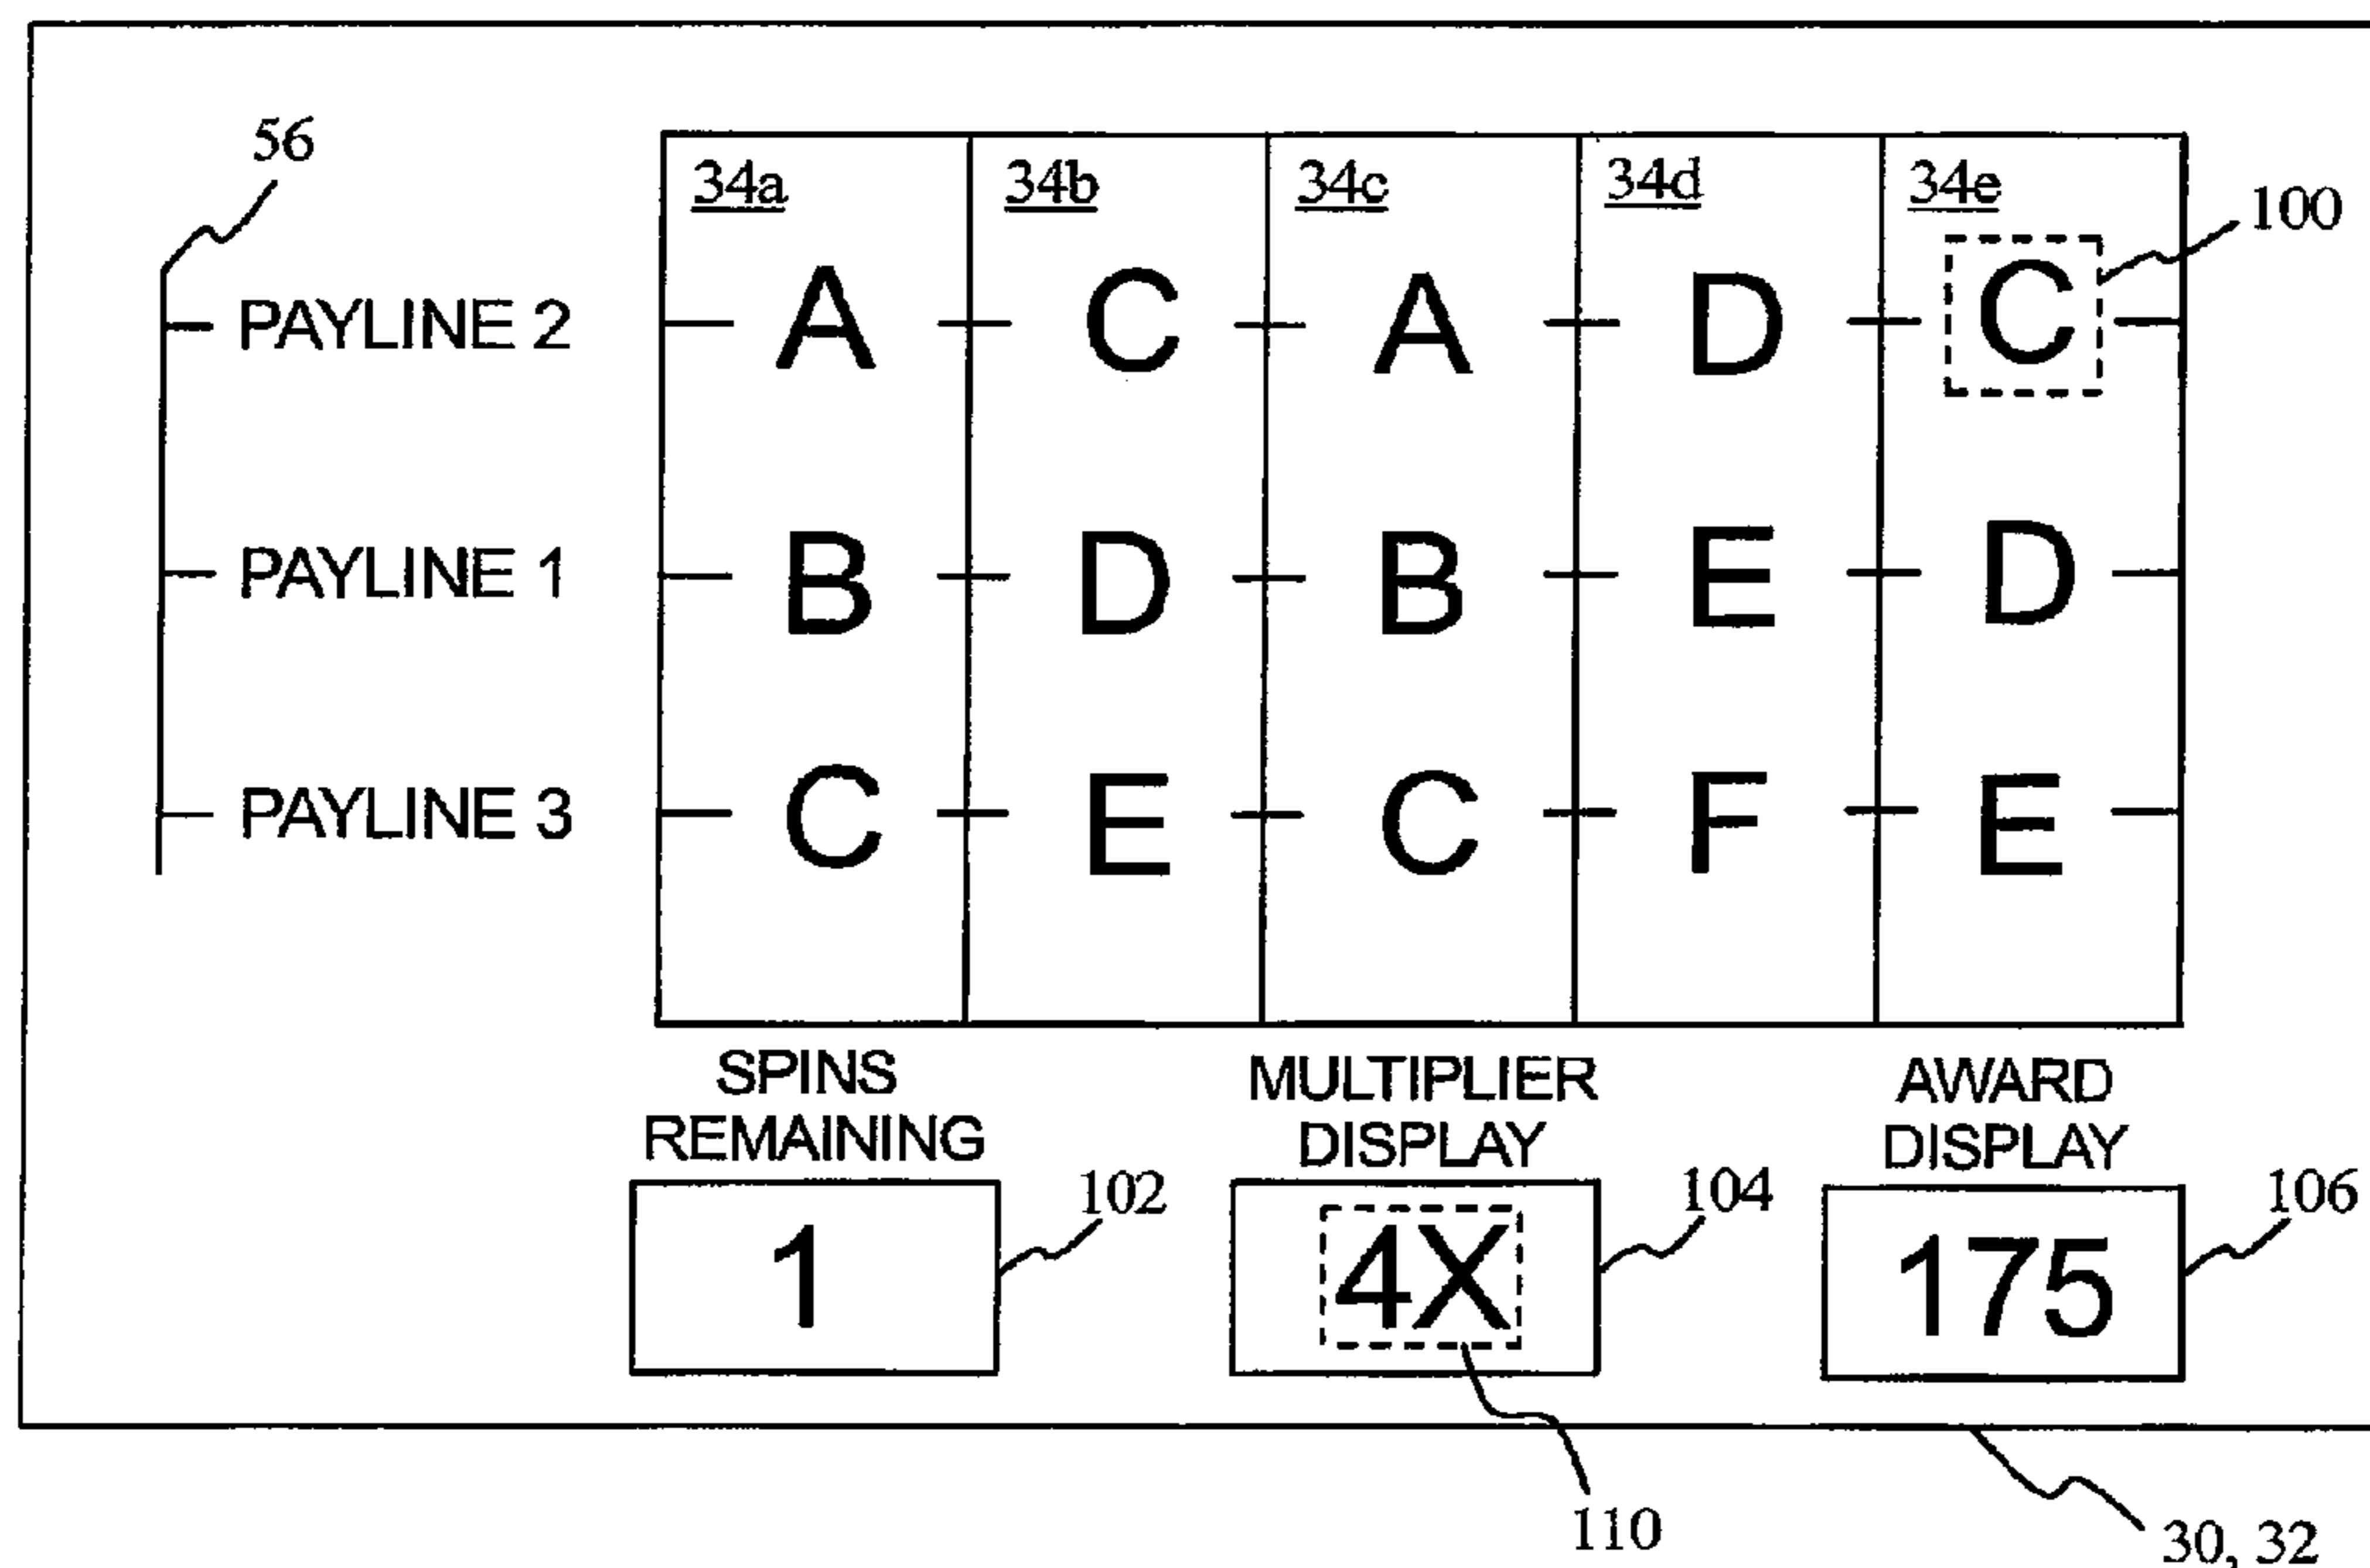 56
34a 34b 34c 34d 34e
100
PAYLINE 2 A C A D C
PAYLINE 1 B D B E D
PAYLINE 3 C E C F E
SPINS MULTIPLIER AWARD
REMAINING DISPLAY DISPLAY
102 104 106
1 4X 175
110
30, 32